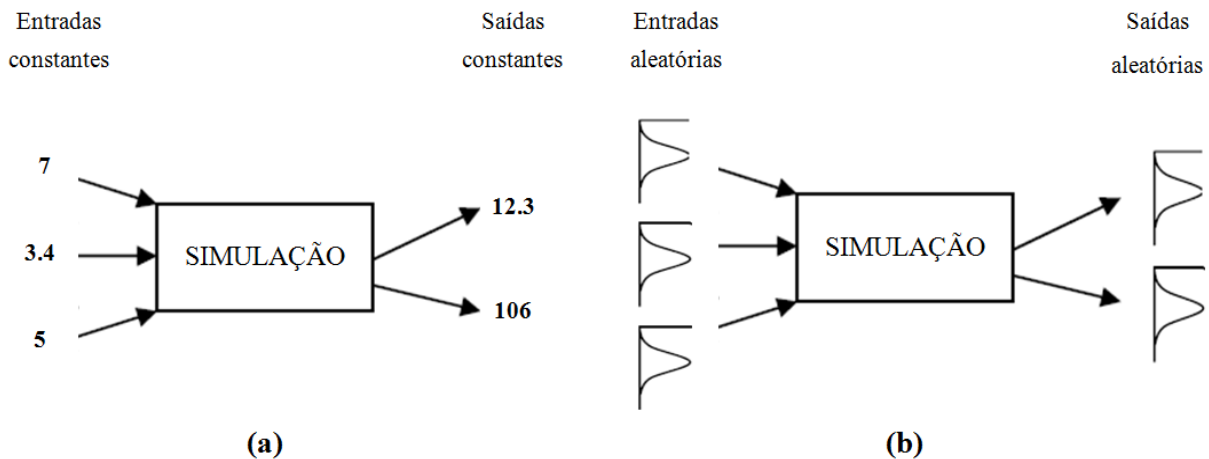 Entradas
constantes
Saídas
constantes
7
3.4
5
SIMULAÇÃO
12.3
106
(a)
Entradas
aleatórias
Saídas
aleatórias
SIMULAÇÃO
(b)